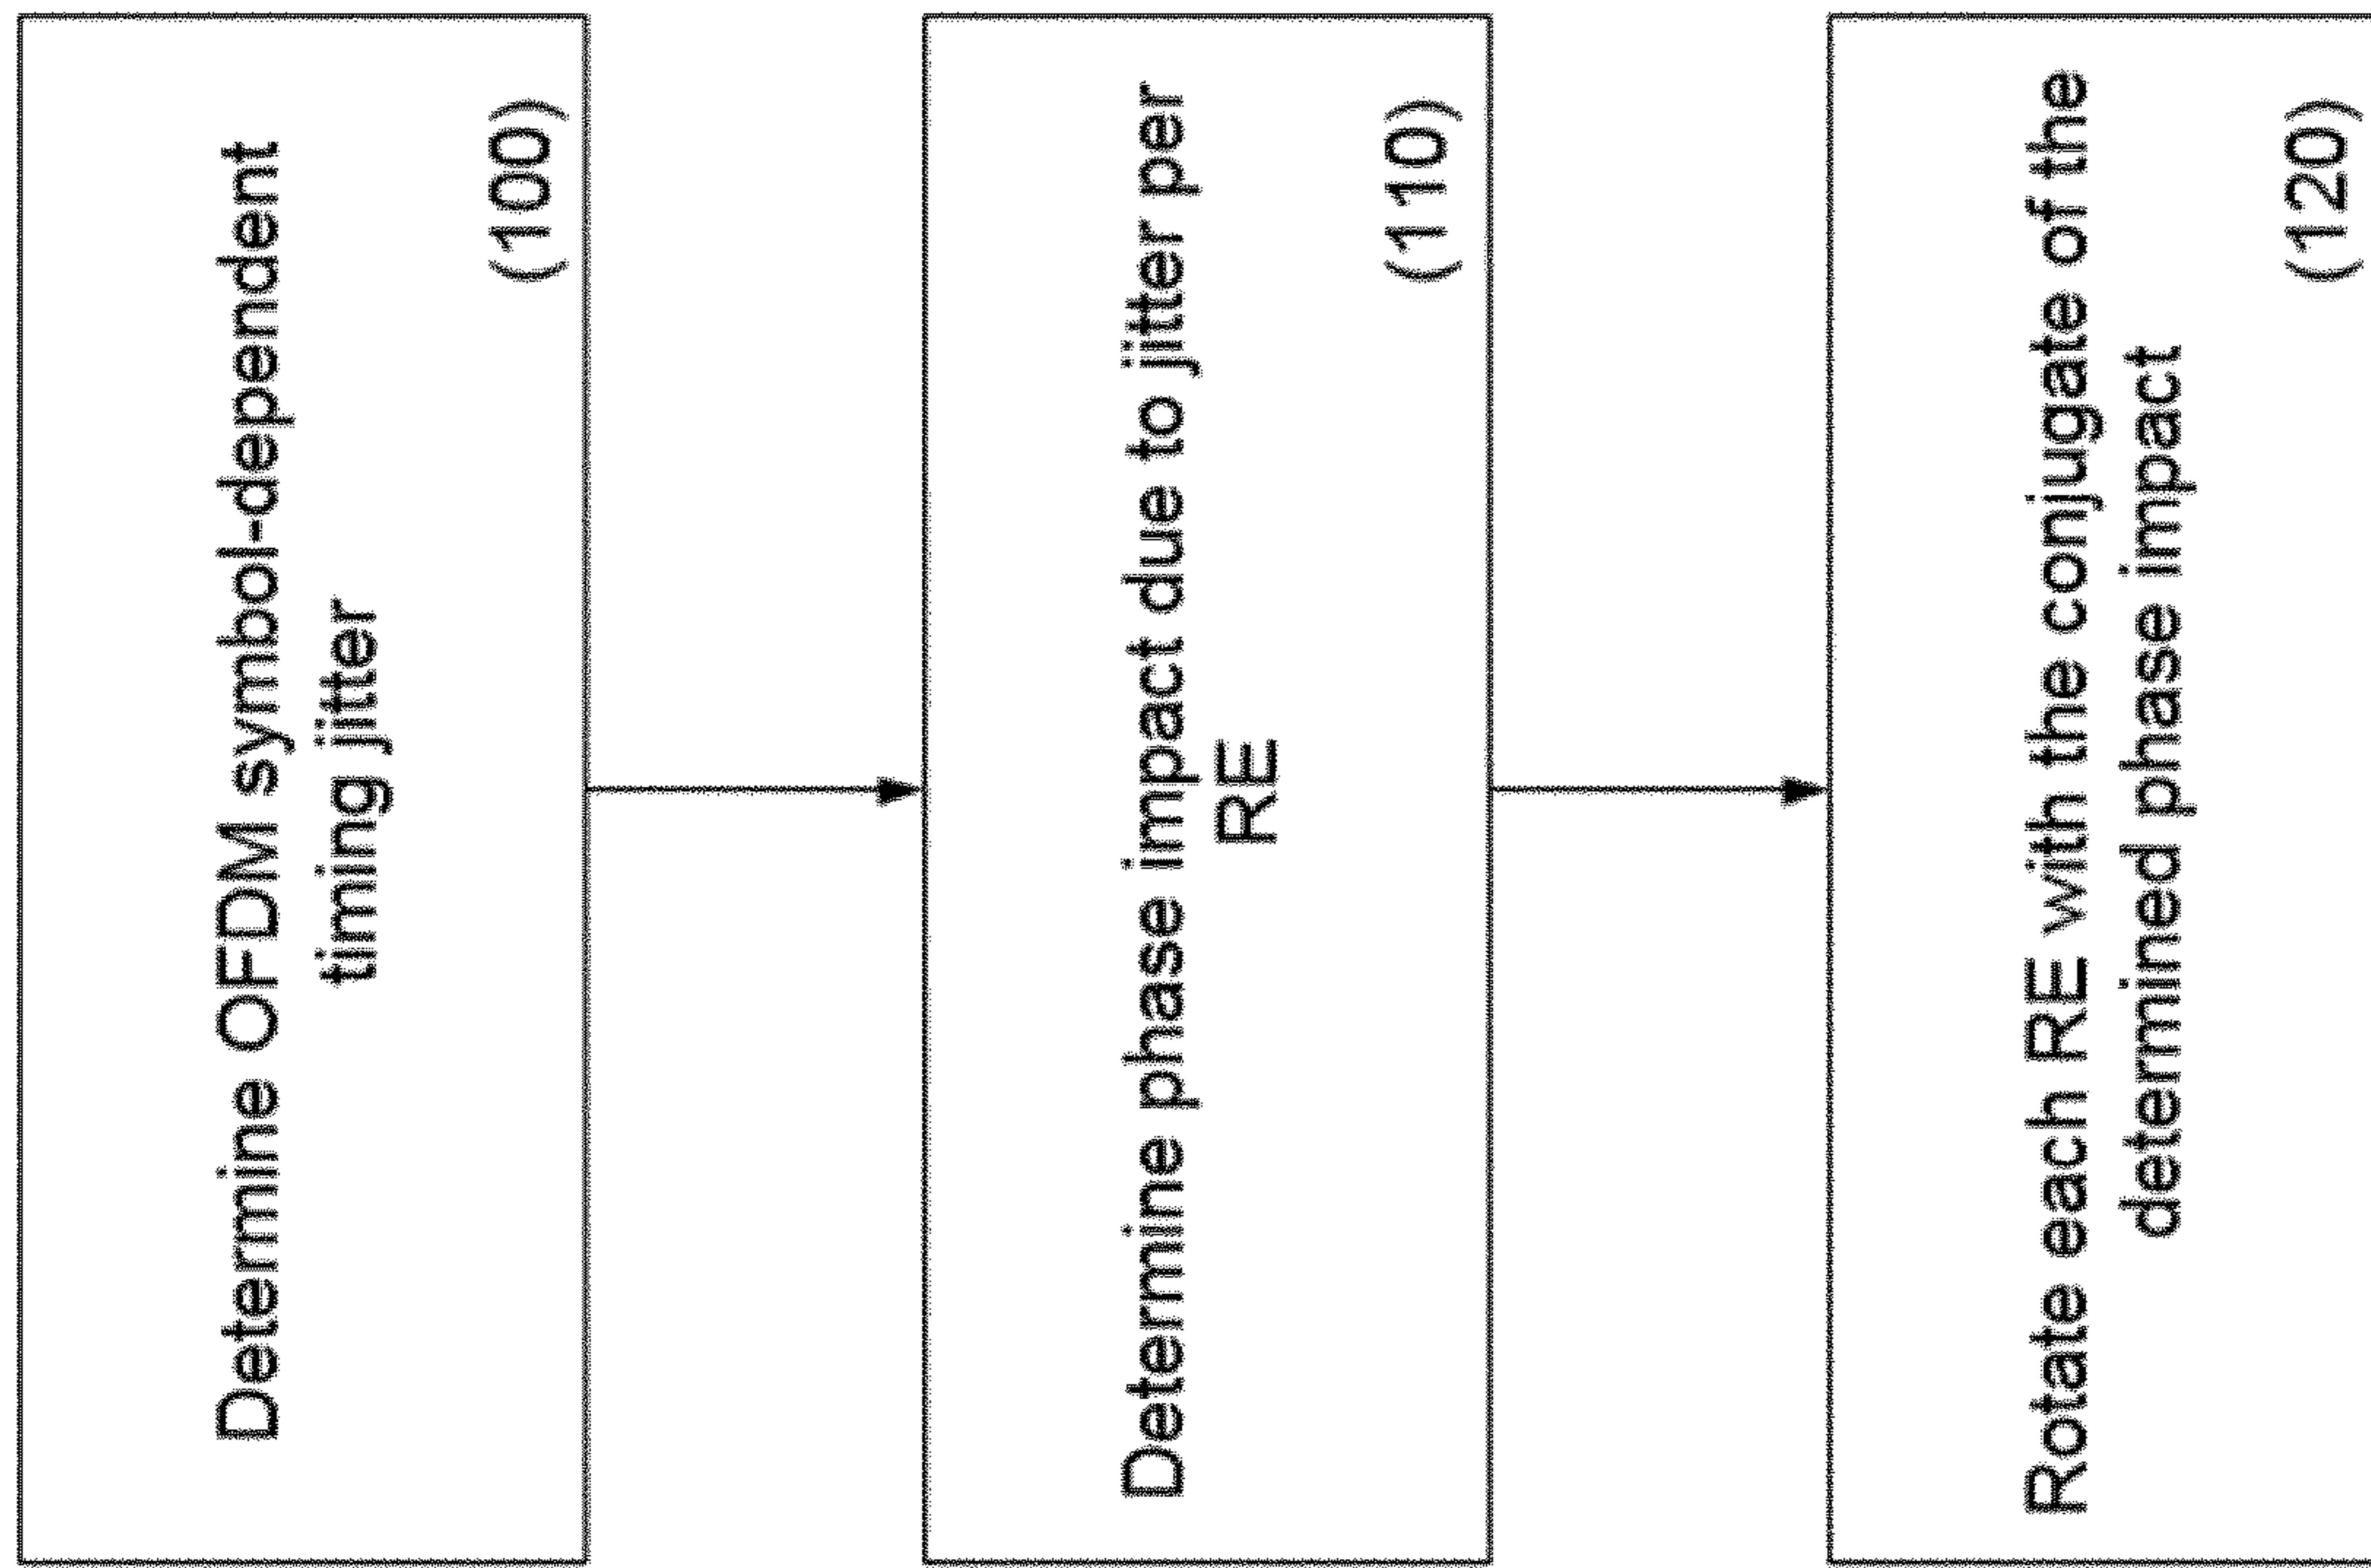 Determine OFDM symbol-dependent
timing jitter
(100)
Determine phase impact due to jitter per
RE
(110)
Rotate each RE with the conjugate of the
determined phase impact
(120)